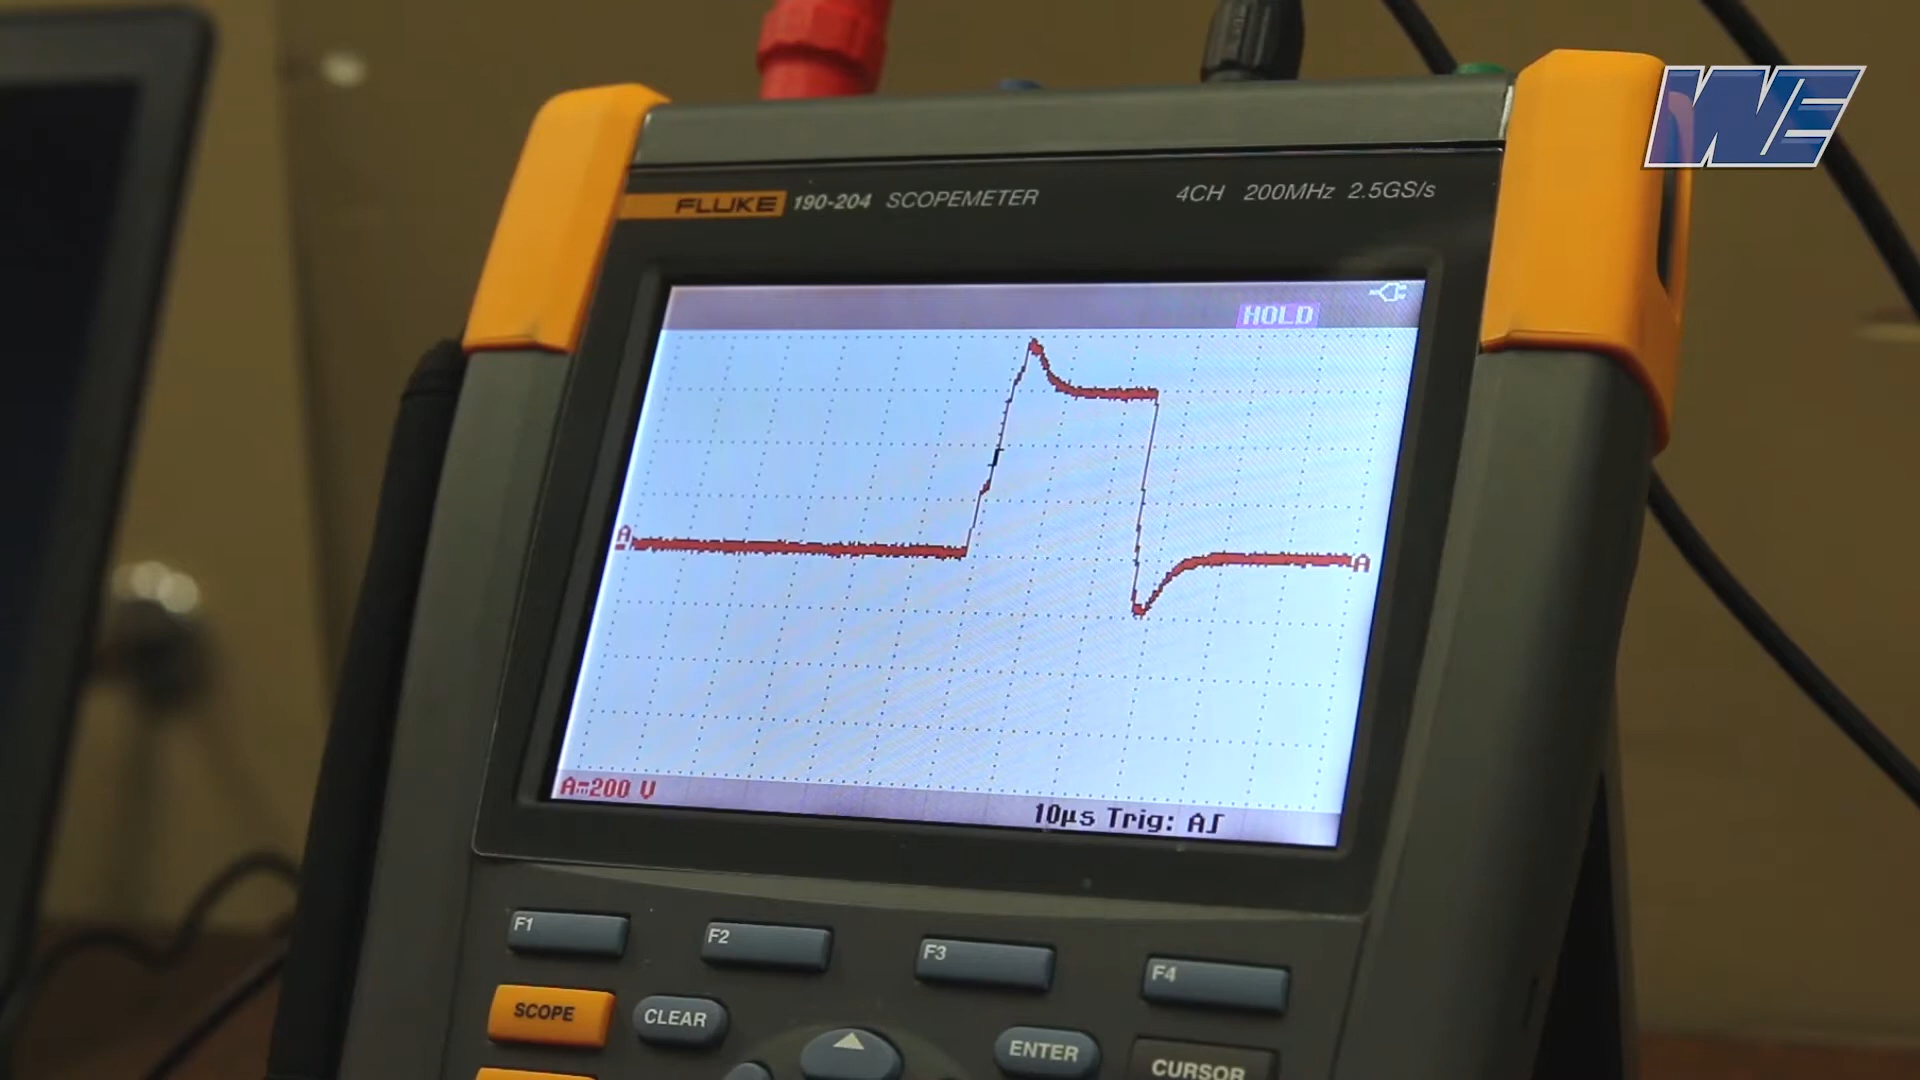 WE
FLUKE 190-204 SCOPEMETER 4CH 200MHz 2.5GS/s
HOLD
A A
A 200 V
10µs Trig: A
F1 F2 F3 F4
SCOPE CLEAR ENTER CURSOR